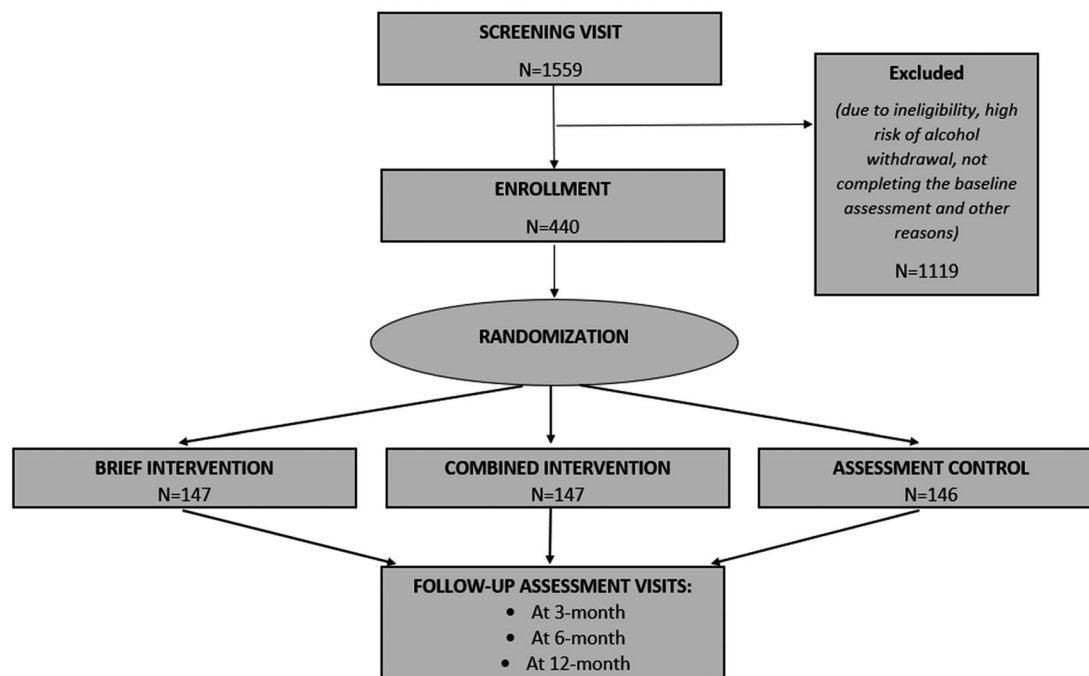 SCREENING VISIT
N=1559
Excluded
(due to ineligibility, high
risk of alcohol
withdrawal, not
completing the baseline
assessment and other
reasons)
N=1119
ENROLLMENT
N=440
RANDOMIZATION
BRIEF INTERVENTION
N=147
COMBINED INTERVENTION
N=147
ASSESSMENT CONTROL
N=146
FOLLOW-UP ASSESSMENT VISITS:
• At 3-month
• At 6-month
• At 12-month